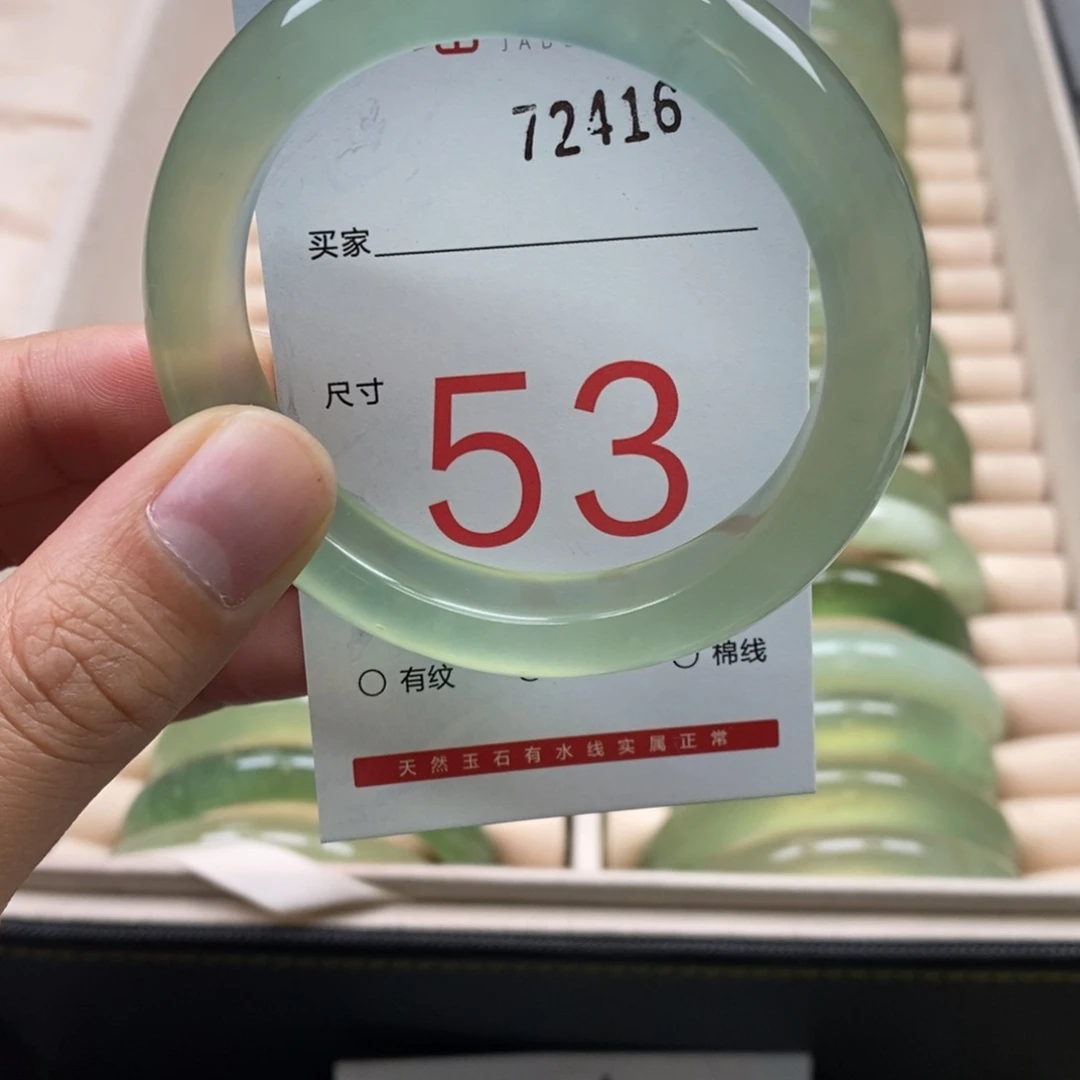 JADE
72416
买家
尺寸 53
有纹 棉线
天然玉石有水线实属正常